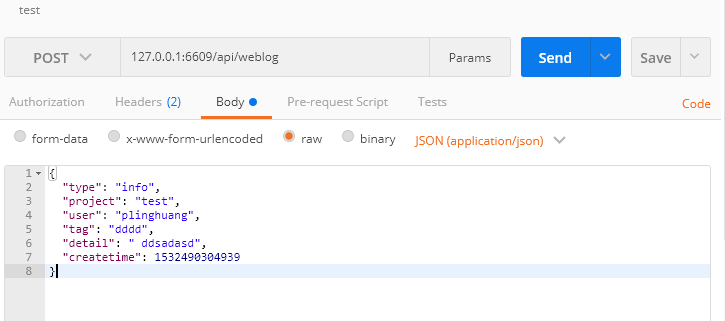 test
POST 127.0.0.1:6609/api/weblog Params Send Save
Authorization Headers (2) Body Pre-request Script Tests Code
form-data x-www-form-urlencoded raw binary JSON (application/json)
1 {
2 "type": "info",
3 "project": "test",
4 "user": "plinghuang",
5 "tag": "dddd",
6 "detail": " ddsadasd",
7 "createtime": 1532490304939
8 }